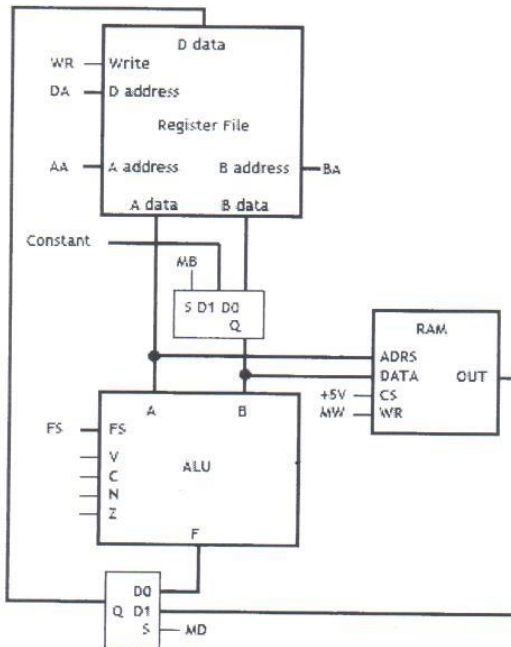 D data
WR Write
DA D address
Register File
AA A address B address BA
A data B data
Constant
MB
S D1 D0
Q
RAM
ADRS
DATA OUT
+5V CS
MW WR
A B
FS FS
V
ALU
C
N
Z
F
D0
Q D1
S MD